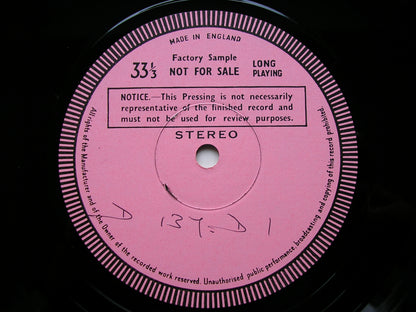 MADE IN ENGLAND
Factory Sample
33⅓ NOT FOR SALE LONG PLAYING
NOTICE.—This Pressing is not necessarily
representative of the finished record and
must not be used for review purposes.
STEREO
All rights of the Manufacturer and of the Owner of the recorded work reserved. Unauthorised public performance broadcasting and copying of this record prohibited.